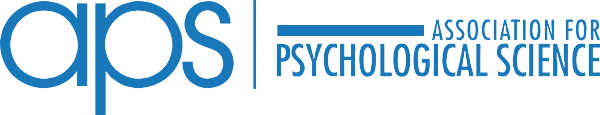 aps
ASSOCIATION FOR
PSYCHOLOGICAL SCIENCE